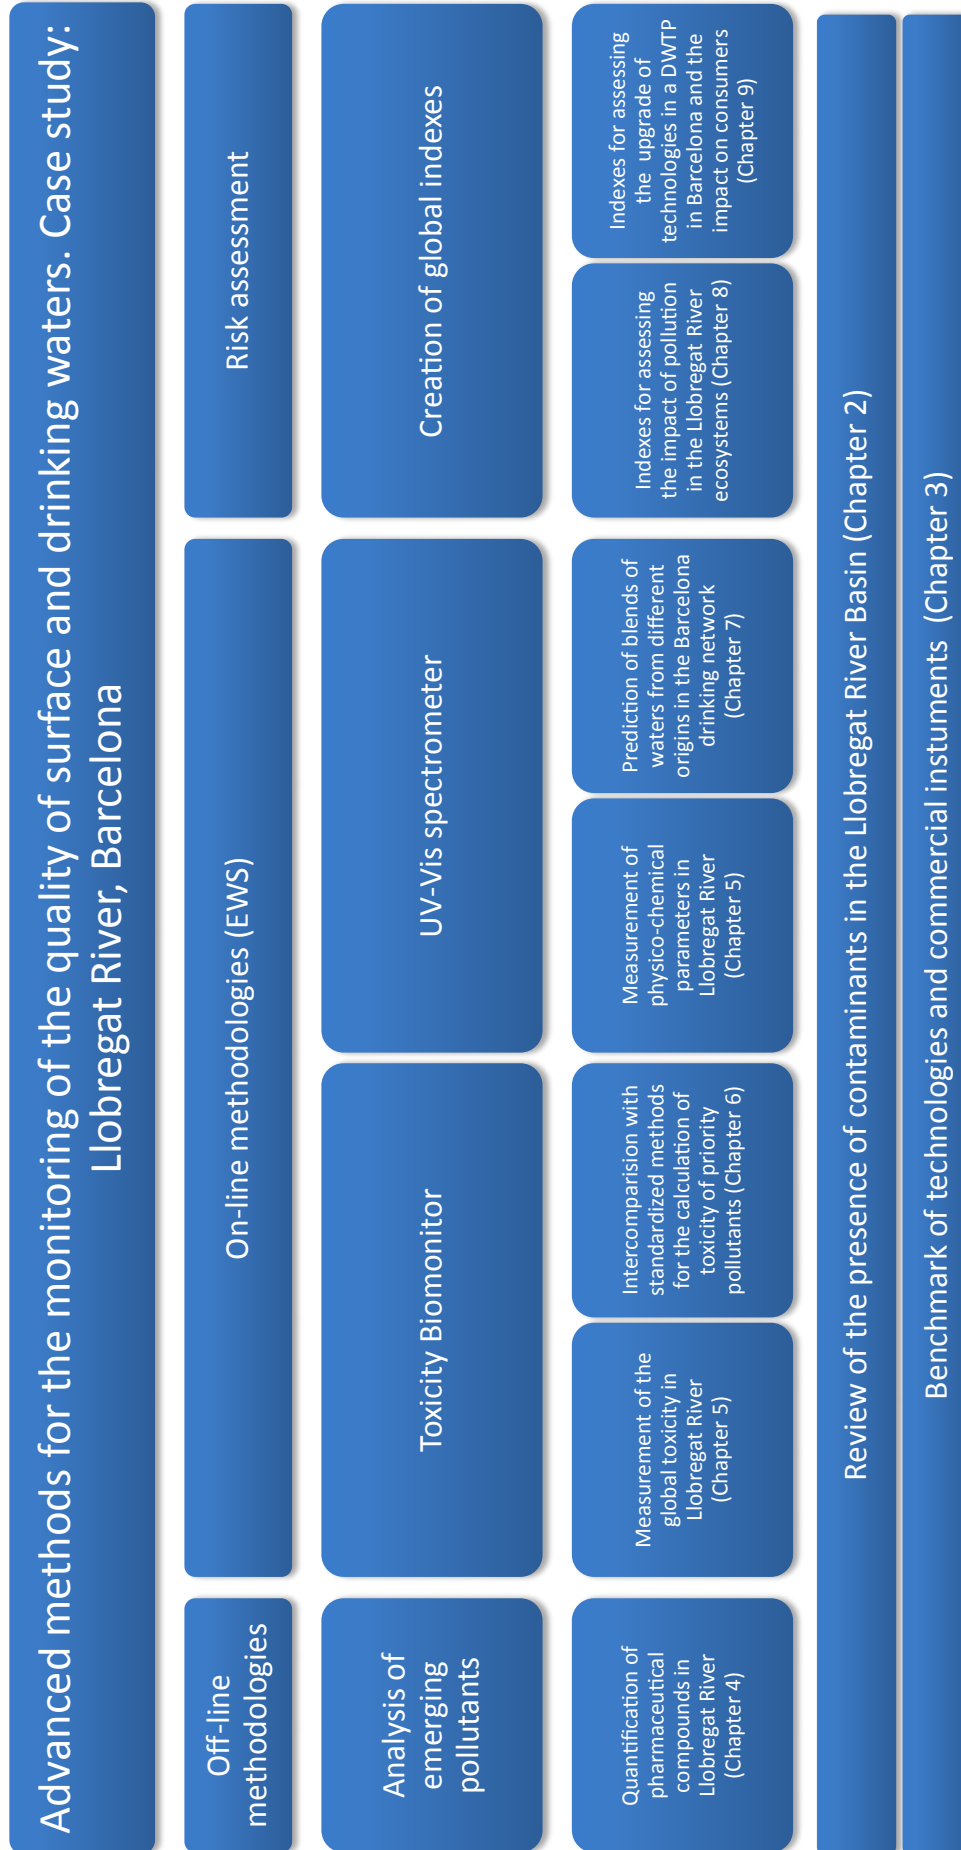 Advanced methods for the monitoring of the quality of surface and drinking waters. Case study:
Llobregat River, Barcelona
Off-line
methodologies
On-line methodologies (EWS)
Risk assessment
Analysis of
emerging
pollutants
Toxicity Biomonitor
UV-Vis spectrometer
Creation of global indexes
Quantification of
pharmaceutical
compounds in
Llobregat River
(Chapter 4)
Measurement of the
global toxicity in
Llobregat River
(Chapter 5)
Intercomparision with
standardized methods
for the calculation of
toxicity of priority
pollutants (Chapter 6)
Measurement of
physico-chemical
parameters in
Llobregat River
(Chapter 5)
Prediction of blends of
waters from different
origins in the Barcelona
drinking network
(Chapter 7)
Indexes for assessing
the impact of pollution
in the Llobregat River
ecosystems (Chapter 8)
Indexes for assessing
the upgrade of
technologies in a DWTP
in Barcelona and the
impact on consumers
(Chapter 9)
Review of the presence of contaminants in the Llobregat River Basin (Chapter 2)
Benchmark of technologies and commercial instuments (Chapter 3)